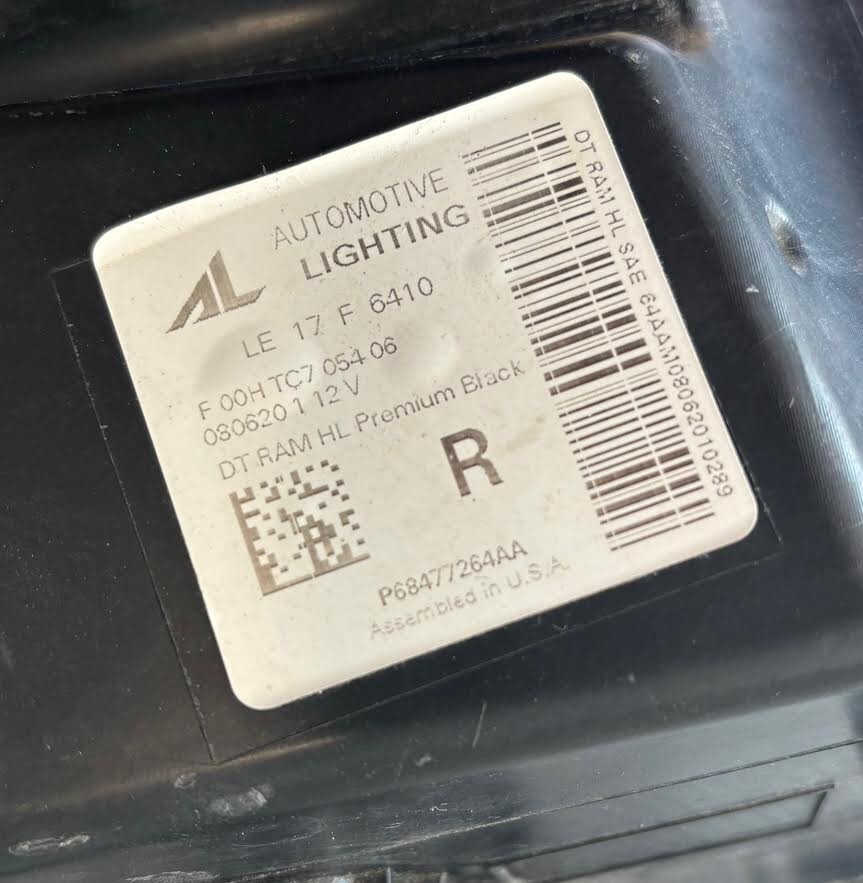 AL
AUTOMOTIVE
LIGHTING
LE 17 F 6410
F 00H TC7 054 06
080620 1 12 V
DT RAM HL Premium Black
R
P68477264AA
Assembled in U.S.A.
DT RAM HL SAE 64AAM08062010289